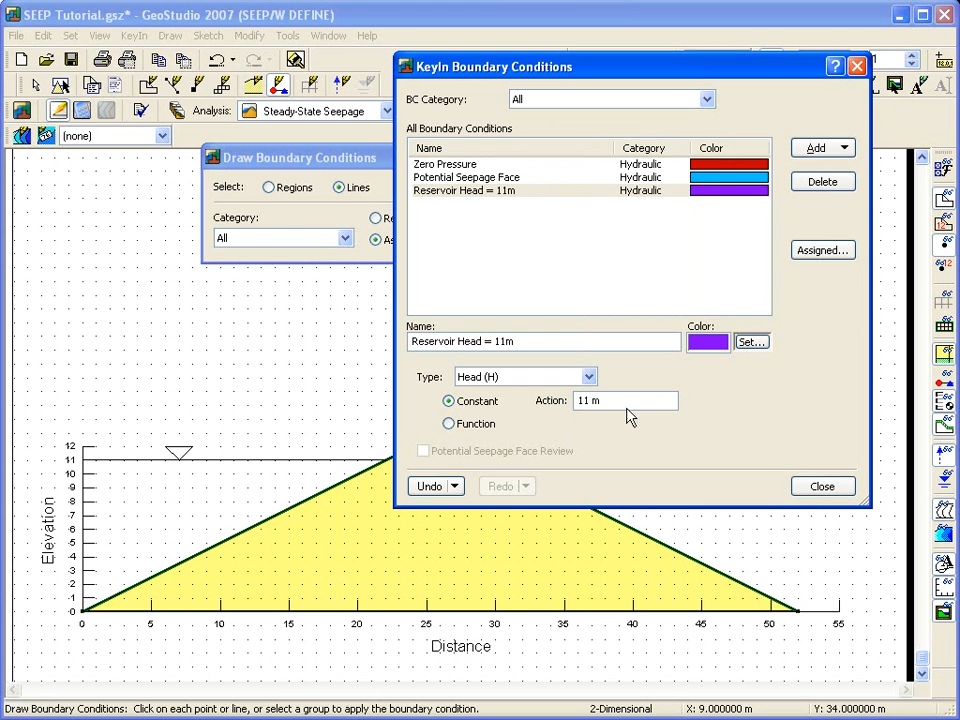 SEEP Tutorial.gsz* - GeoStudio 2007 (SEEP/W DEFINE)
File Edit Set View KeyIn Draw Sketch Modify Tools Window Help
Analysis: Steady-State Seepage
(none)
Draw Boundary Conditions
Select: Regions Lines
Category:
All
KeyIn Boundary Conditions
BC Category: All
All Boundary Conditions
Name Category Color
Zero Pressure Hydraulic
Potential Seepage Face Hydraulic
Reservoir Head = 11m Hydraulic
Add
Delete
Assigned...
Name: Color:
Reservoir Head = 11m Set...
Type: Head (H)
Constant Action: 11 m
Function
Potential Seepage Face Review
Undo Redo Close
12
11
10
9
8
7
6
5
4
3
2
1
0
Elevation
0 5 10 15 20 25 30 35 40 45 50 55
Distance
Draw Boundary Conditions: Click on each point or line, or select a group to apply the boundary condition. 2-Dimensional X: 9.000000 m Y: 34.000000 m